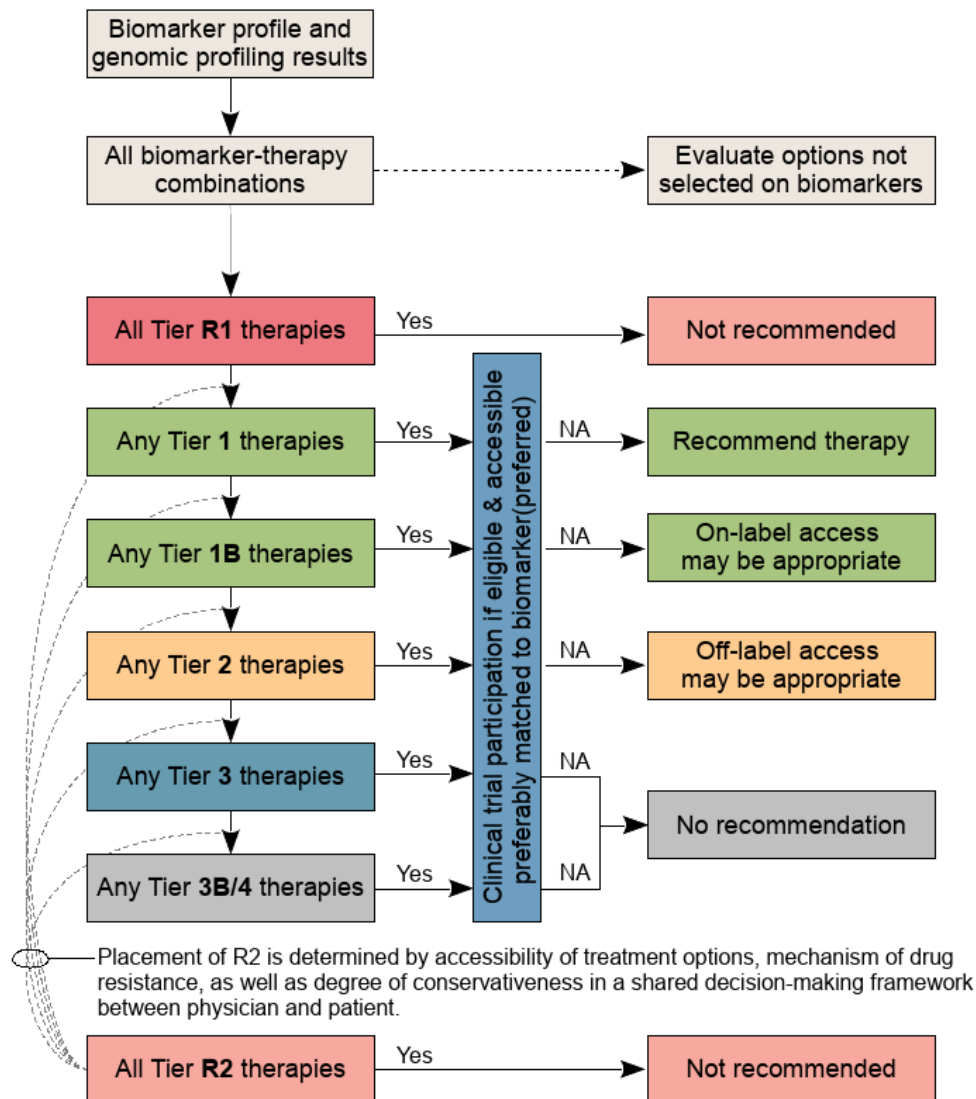 Biomarker profile and
genomic profiling results
All biomarker-therapy
combinations
Evaluate options not
selected on biomarkers
All Tier R1 therapies
Yes
Not recommended
Clinical trial participation if eligible & accessible
preferably matched to biomarker(preferred)
Any Tier 1 therapies
Yes
NA
Recommend therapy
Any Tier 1B therapies
Yes
NA
On-label access
may be appropriate
Any Tier 2 therapies
Yes
NA
Off-label access
may be appropriate
Any Tier 3 therapies
Yes
NA
No recommendation
Any Tier 3B/4 therapies
Yes
NA
Placement of R2 is determined by accessibility of treatment options, mechanism of drug
resistance, as well as degree of conservativeness in a shared decision-making framework
between physician and patient.
All Tier R2 therapies
Yes
Not recommended